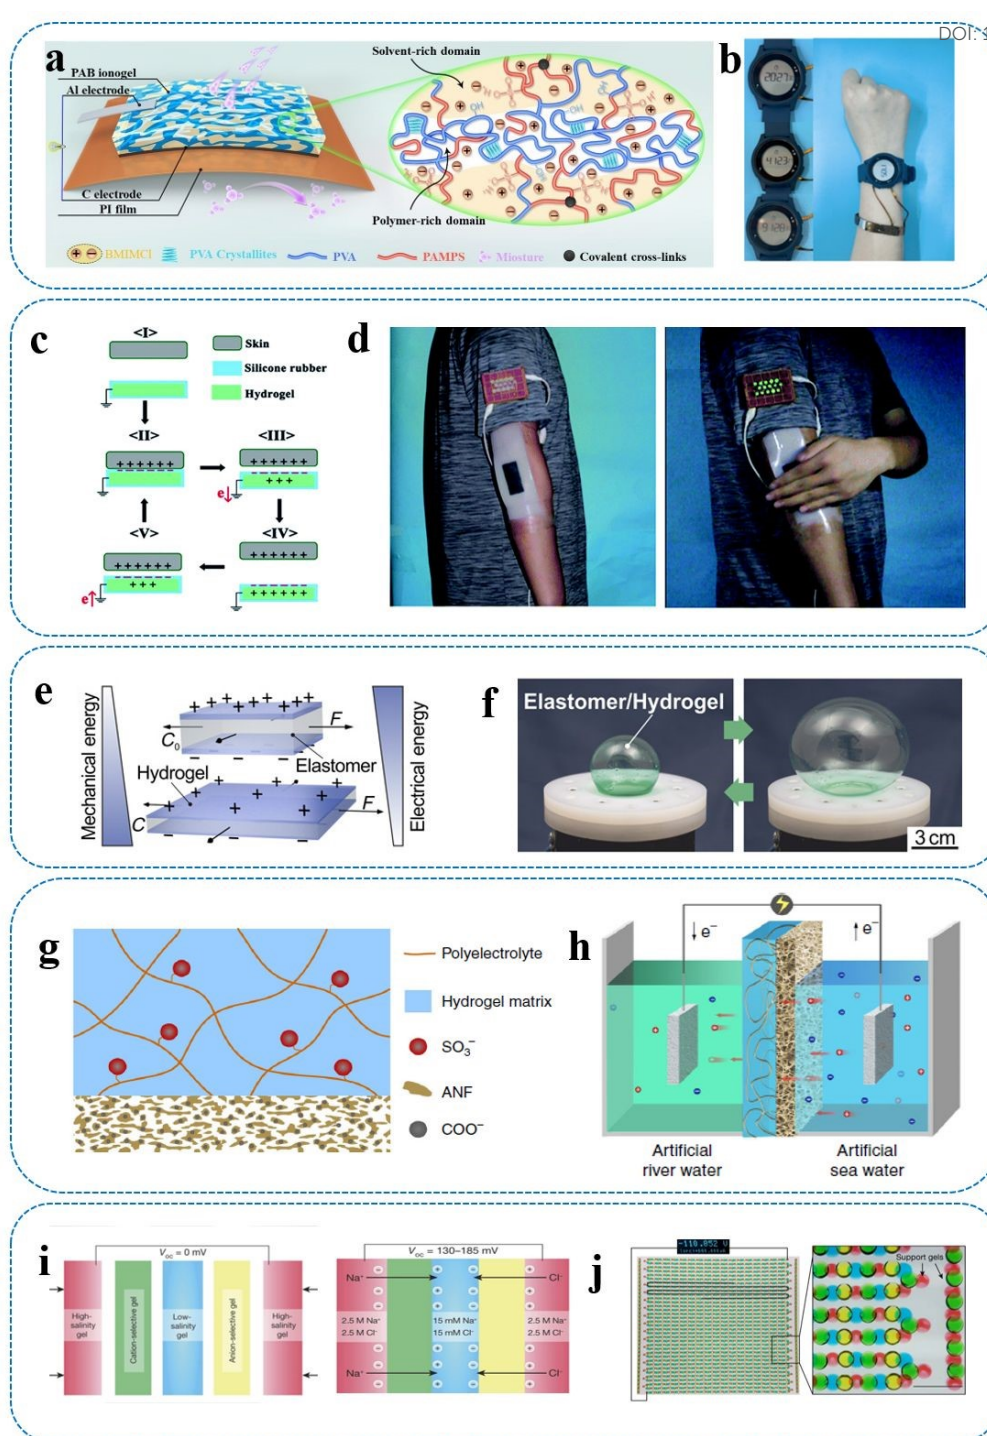 DOI: 1
a
Solvent-rich domain
PAB ionogel
Al electrode
C electrode
PI film
Polymer-rich domain
BMIMCl
PVA Crystallites
PVA
PAMPS
Miosture
Covalent cross-links
b
c
<I>
Skin
Silicone rubber
Hydrogel
<II>
<III>
e
<V>
<IV>
e
d
e
Mechanical energy
C₀
F
Elastomer
Hydrogel
C
F
Electrical energy
f
Elastomer/Hydrogel
3 cm
g
Polyelectrolyte
Hydrogel matrix
SO₃⁻
ANF
COO⁻
h
e⁻
e⁻
Artificial
river water
Artificial
sea water
i
Voc = 0 mV
High-
salinity
gel
Cation-selective gel
Low-
salinity
gel
Anion-selective gel
High-
salinity
gel
Voc = 130–185 mV
Na⁺
Cl⁻
2.5 M Na⁺
2.5 M Cl⁻
15 mM Na⁺
15 mM Cl⁻
2.5 M Na⁺
2.5 M Cl⁻
Na⁺
Cl⁻
j
Support gels